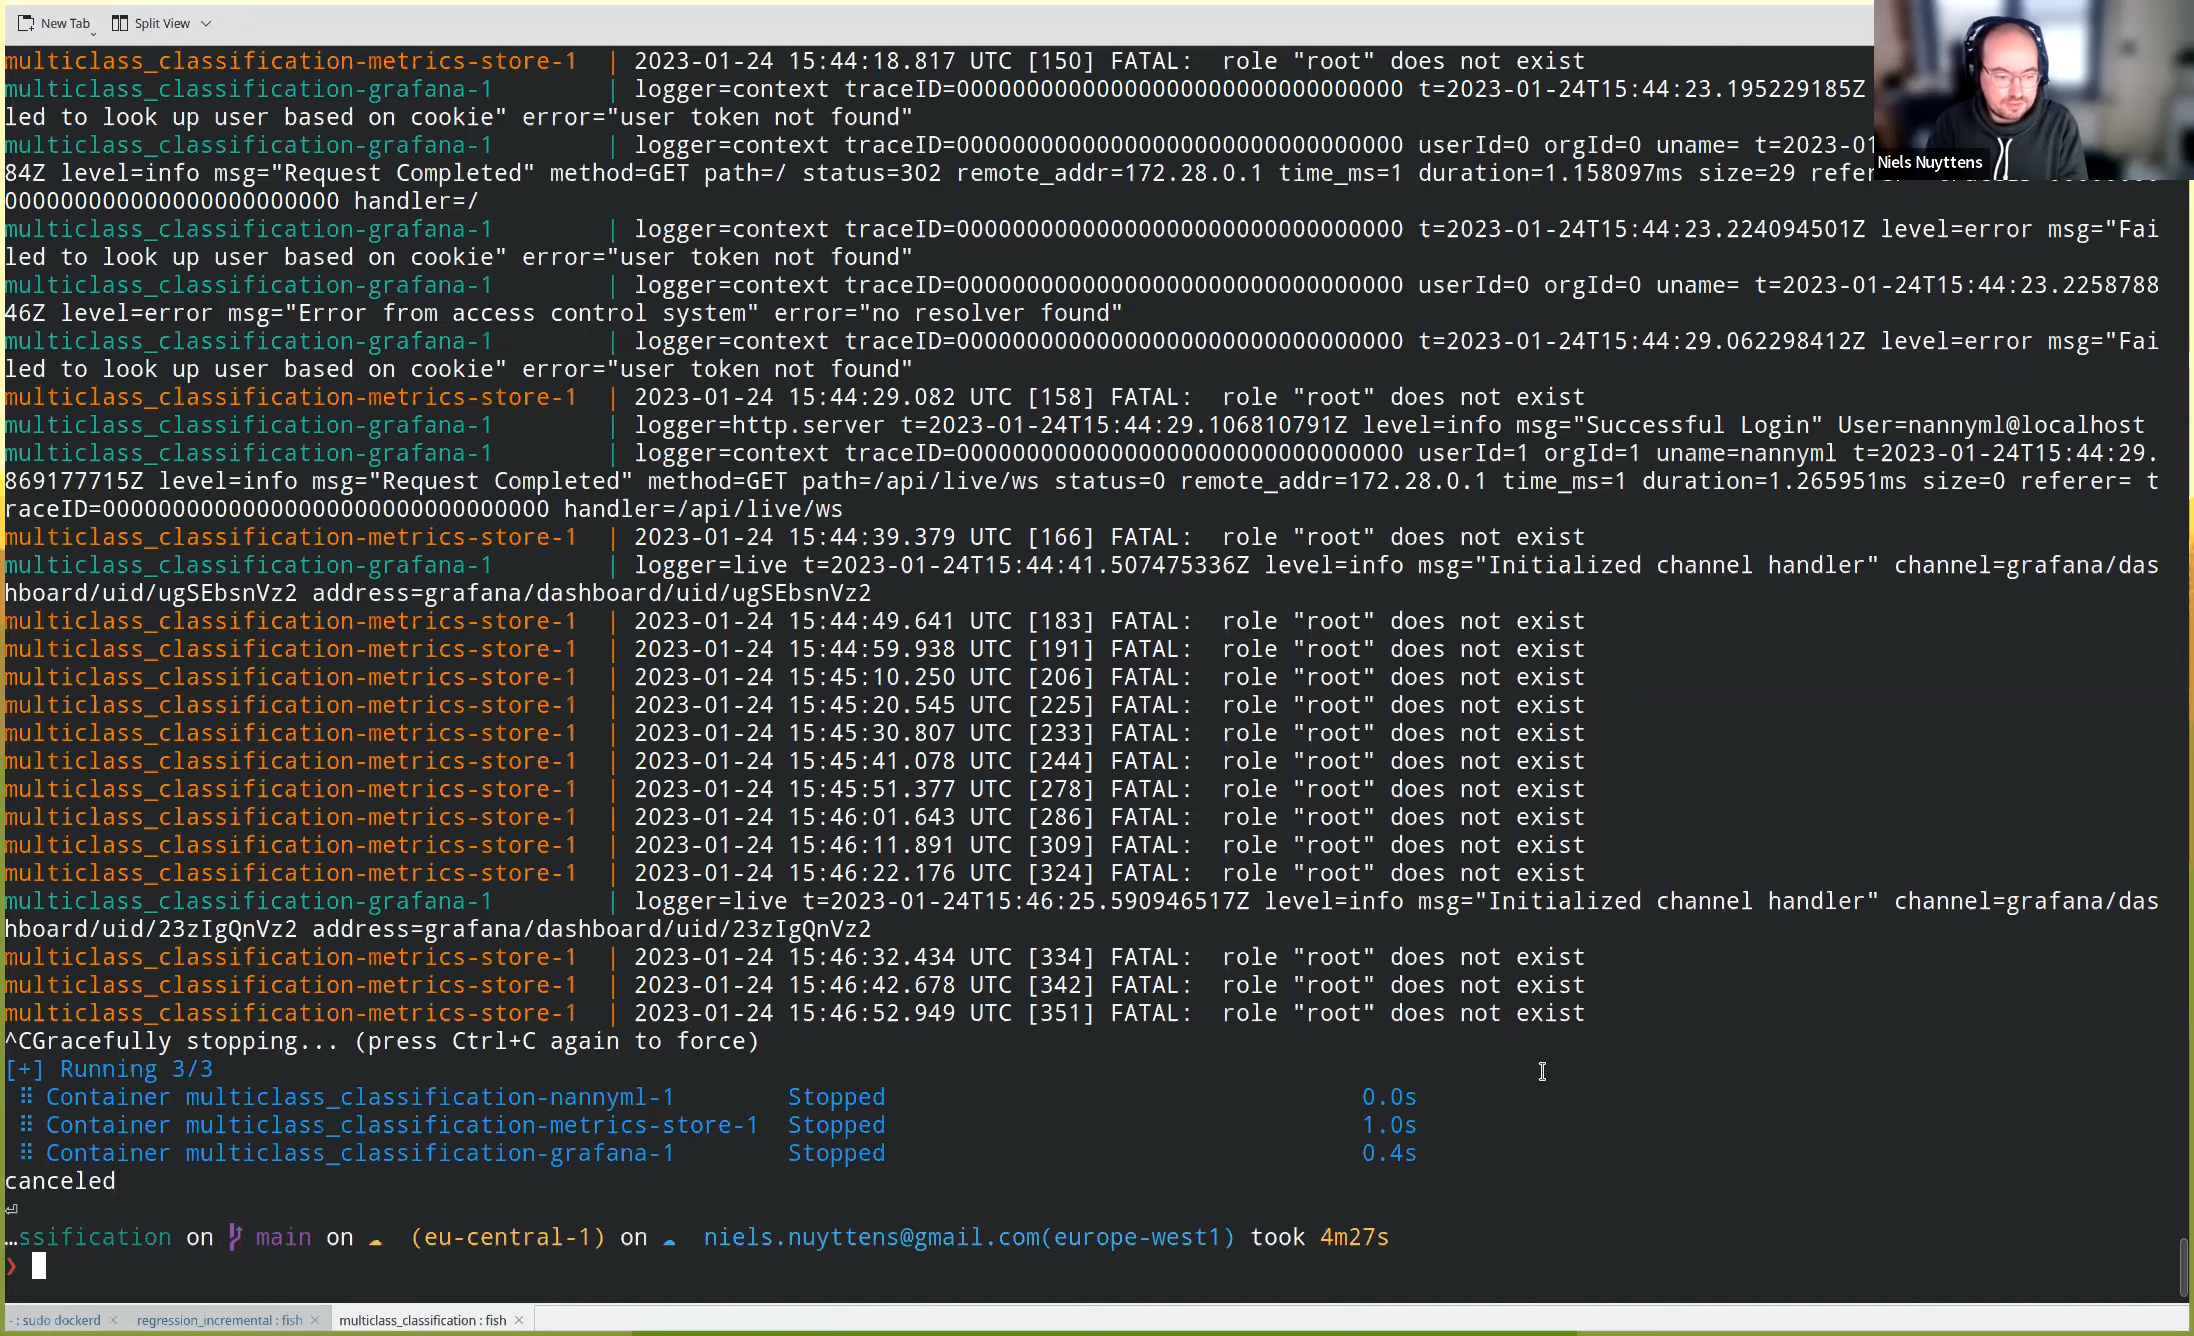 New Tab Split View
multiclass_classification-metrics-store-1 | 2023-01-24 15:44:18.817 UTC [150] FATAL: role "root" does not exist
multiclass_classification-grafana-1 | logger=context traceID=00000000000000000000000000000000 t=2023-01-24T15:44:23.195229185Z
led to look up user based on cookie" error="user token not found"
multiclass_classification-grafana-1 | logger=context traceID=00000000000000000000000000000000 userId=0 orgId=0 uname= t=2023-01
84Z level=info msg="Request Completed" method=GET path=/ status=302 remote_addr=172.28.0.1 time_ms=1 duration=1.158097ms size=29
000000000000000000000000 handler=/
multiclass_classification-grafana-1 | logger=context traceID=00000000000000000000000000000000 t=2023-01-24T15:44:23.224094501Z level=error msg="Fai
led to look up user based on cookie" error="user token not found"
multiclass_classification-grafana-1 | logger=context traceID=00000000000000000000000000000000 userId=0 orgId=0 uname= t=2023-01-24T15:44:23.2258788
46Z level=error msg="Error from access control system" error="no resolver found"
multiclass_classification-grafana-1 | logger=context traceID=00000000000000000000000000000000 t=2023-01-24T15:44:29.062298412Z level=error msg="Fai
led to look up user based on cookie" error="user token not found"
multiclass_classification-metrics-store-1 | 2023-01-24 15:44:29.082 UTC [158] FATAL: role "root" does not exist
multiclass_classification-grafana-1 | logger=http.server t=2023-01-24T15:44:29.106810791Z level=info msg="Successful Login" User=nannyml@localhost
multiclass_classification-grafana-1 | logger=context traceID=00000000000000000000000000000000 userId=1 orgId=1 uname=nannyml t=2023-01-24T15:44:29.
869177715Z level=info msg="Request Completed" method=GET path=/api/live/ws status=0 remote_addr=172.28.0.1 time_ms=1 duration=1.265951ms size=0 referer= t
raceID=00000000000000000000000000000000 handler=/api/live/ws
multiclass_classification-metrics-store-1 | 2023-01-24 15:44:39.379 UTC [166] FATAL: role "root" does not exist
multiclass_classification-grafana-1 | logger=live t=2023-01-24T15:44:41.507475336Z level=info msg="Initialized channel handler" channel=grafana/das
hboard/uid/ugSEbsnVz2 address=grafana/dashboard/uid/ugSEbsnVz2
multiclass_classification-metrics-store-1 | 2023-01-24 15:44:49.641 UTC [183] FATAL: role "root" does not exist
multiclass_classification-metrics-store-1 | 2023-01-24 15:44:59.938 UTC [191] FATAL: role "root" does not exist
multiclass_classification-metrics-store-1 | 2023-01-24 15:45:10.250 UTC [206] FATAL: role "root" does not exist
multiclass_classification-metrics-store-1 | 2023-01-24 15:45:20.545 UTC [225] FATAL: role "root" does not exist
multiclass_classification-metrics-store-1 | 2023-01-24 15:45:30.807 UTC [233] FATAL: role "root" does not exist
multiclass_classification-metrics-store-1 | 2023-01-24 15:45:41.078 UTC [244] FATAL: role "root" does not exist
multiclass_classification-metrics-store-1 | 2023-01-24 15:45:51.377 UTC [278] FATAL: role "root" does not exist
multiclass_classification-metrics-store-1 | 2023-01-24 15:46:01.643 UTC [286] FATAL: role "root" does not exist
multiclass_classification-metrics-store-1 | 2023-01-24 15:46:11.891 UTC [309] FATAL: role "root" does not exist
multiclass_classification-metrics-store-1 | 2023-01-24 15:46:22.176 UTC [324] FATAL: role "root" does not exist
multiclass_classification-grafana-1 | logger=live t=2023-01-24T15:46:25.590946517Z level=info msg="Initialized channel handler" channel=grafana/das
hboard/uid/23zIgQnVz2 address=grafana/dashboard/uid/23zIgQnVz2
multiclass_classification-metrics-store-1 | 2023-01-24 15:46:32.434 UTC [334] FATAL: role "root" does not exist
multiclass_classification-metrics-store-1 | 2023-01-24 15:46:42.678 UTC [342] FATAL: role "root" does not exist
multiclass_classification-metrics-store-1 | 2023-01-24 15:46:52.949 UTC [351] FATAL: role "root" does not exist
^CGracefully stopping... (press Ctrl+C again to force)
[+] Running 3/3
⠿ Container multiclass_classification-nannyml-1 Stopped 0.0s
⠿ Container multiclass_classification-metrics-store-1 Stopped 1.0s
⠿ Container multiclass_classification-grafana-1 Stopped 0.4s
canceled
…ssification on main on (eu-central-1) on niels.nuyttens@gmail.com(europe-west1) took 4m27s
❯
- : sudo dockerd regression_incremental : fish multiclass_classification : fish
Niels Nuyttens